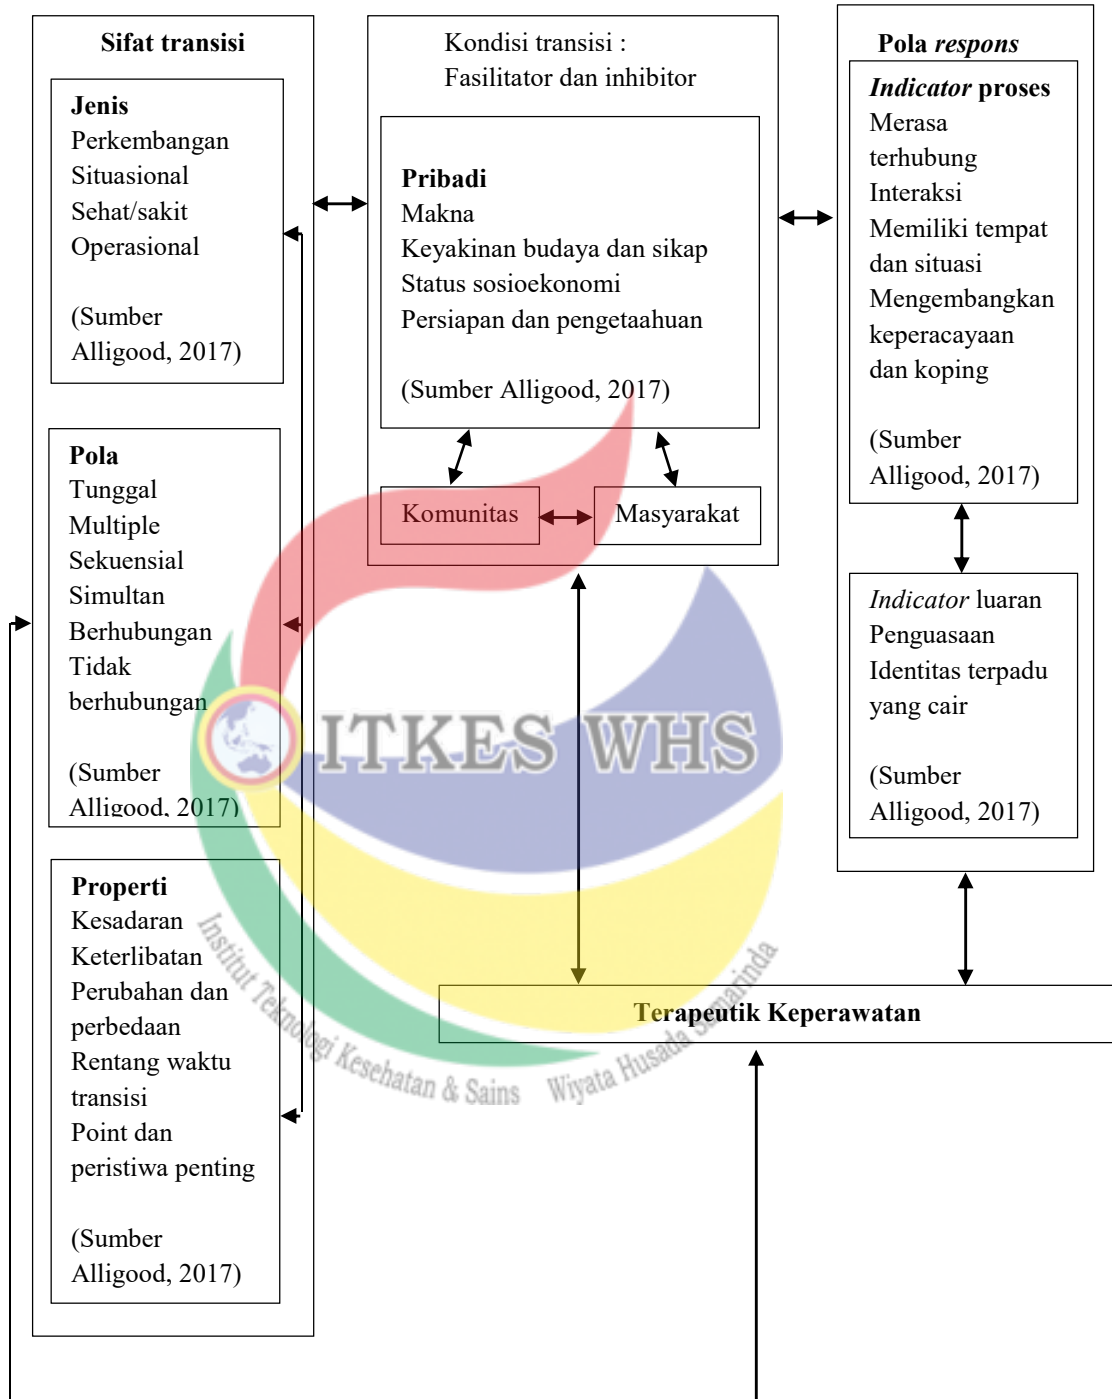 Sifat transisi
Jenis
Perkembangan
Situasional
Sehat/sakit
Operasional
(Sumber
Alligood, 2017)
Pola
Tunggal
Multiple
Sekuensial
Simultan
Berhubungan
Tidak
berhubungan
(Sumber
Alligood, 2017)
Properti
Kesadaran
Keterlibatan
Perubahan dan
perbedaan
Rentang waktu
transisi
Point dan
peristiwa penting
(Sumber
Alligood, 2017)
Kondisi transisi :
Fasilitator dan inhibitor
Pribadi
Makna
Keyakinan budaya dan sikap
Status sosioekonomi
Persiapan dan pengetaahuan
(Sumber Alligood, 2017)
Komunitas
Masyarakat
Pola respons
Indicator proses
Merasa
terhubung
Interaksi
Memiliki tempat
dan situasi
Mengembangkan
keperacayaan
dan koping
(Sumber
Alligood, 2017)
Indicator luaran
Penguasaan
Identitas terpadu
yang cair
(Sumber
Alligood, 2017)
Terapeutik Keperawatan
ITKES WHS
Institut Teknologi Kesehatan & Sains Wiyata Husada Samarinda